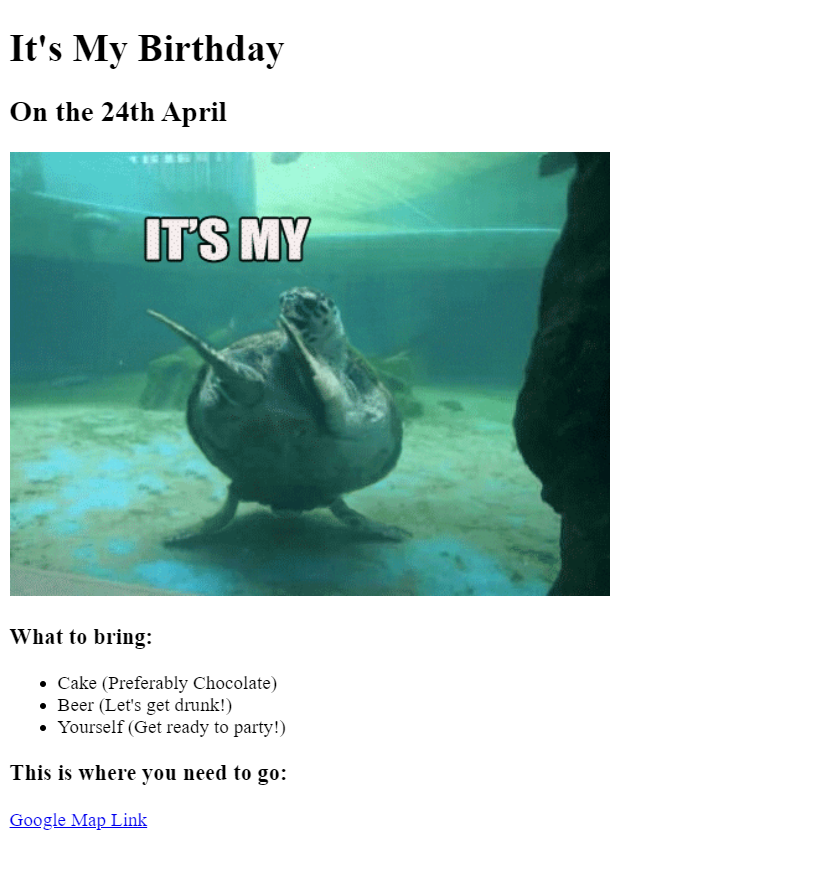 It's My Birthday
On the 24th April
IT'S MY
What to bring:
Cake (Preferably Chocolate)
Beer (Let's get drunk!)
Yourself (Get ready to party!)
This is where you need to go:
Google Map Link